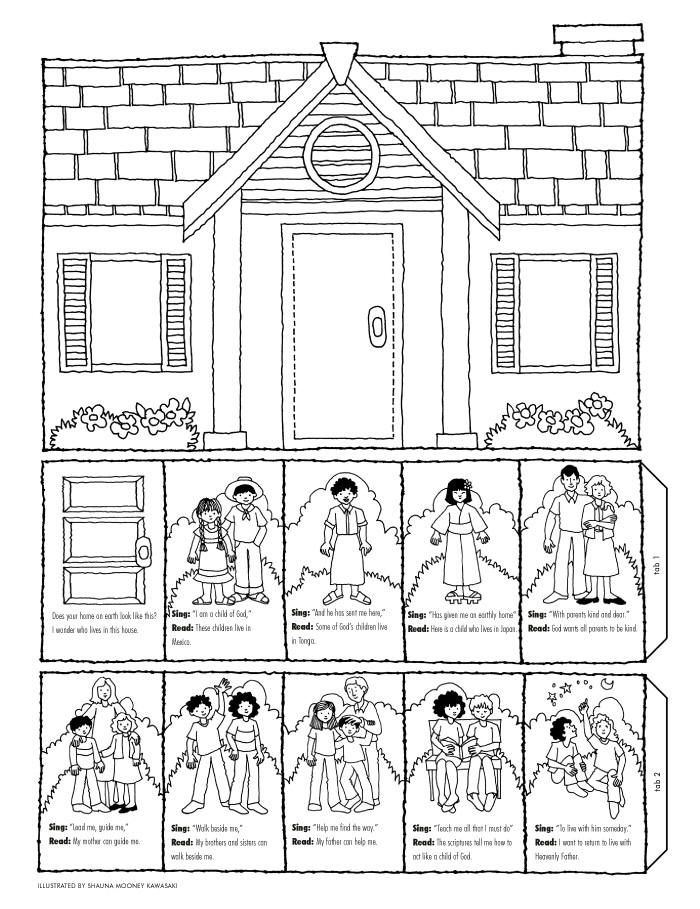 Does your home on earth look like this?
I wonder who lives in this house.
Sing: "I am a child of God,"
Read: These children live in
Mexico.
Sing: "And he has sent me here,"
Read: Some of God's children live
in Tonga.
Sing: "Has given me an earthly home"
Read: Here is a child who lives in Japan.
Sing: "With parents kind and dear."
Read: God wants all parents to be kind.
tab 1
Sing: "Lead me, guide me,"
Read: My mother can guide me.
Sing: "Walk beside me,"
Read: My brothers and sisters can
walk beside me.
Sing: "Help me find the way."
Read: My father can help me.
Sing: "Teach me all that I must do"
Read: The scriptures tell me how to
act like a child of God.
Sing: "To live with him someday."
Read: I want to return to live with
Heavenly Father.
tab 2
ILLUSTRATED BY SHAUNA MOONEY KAWASAKI